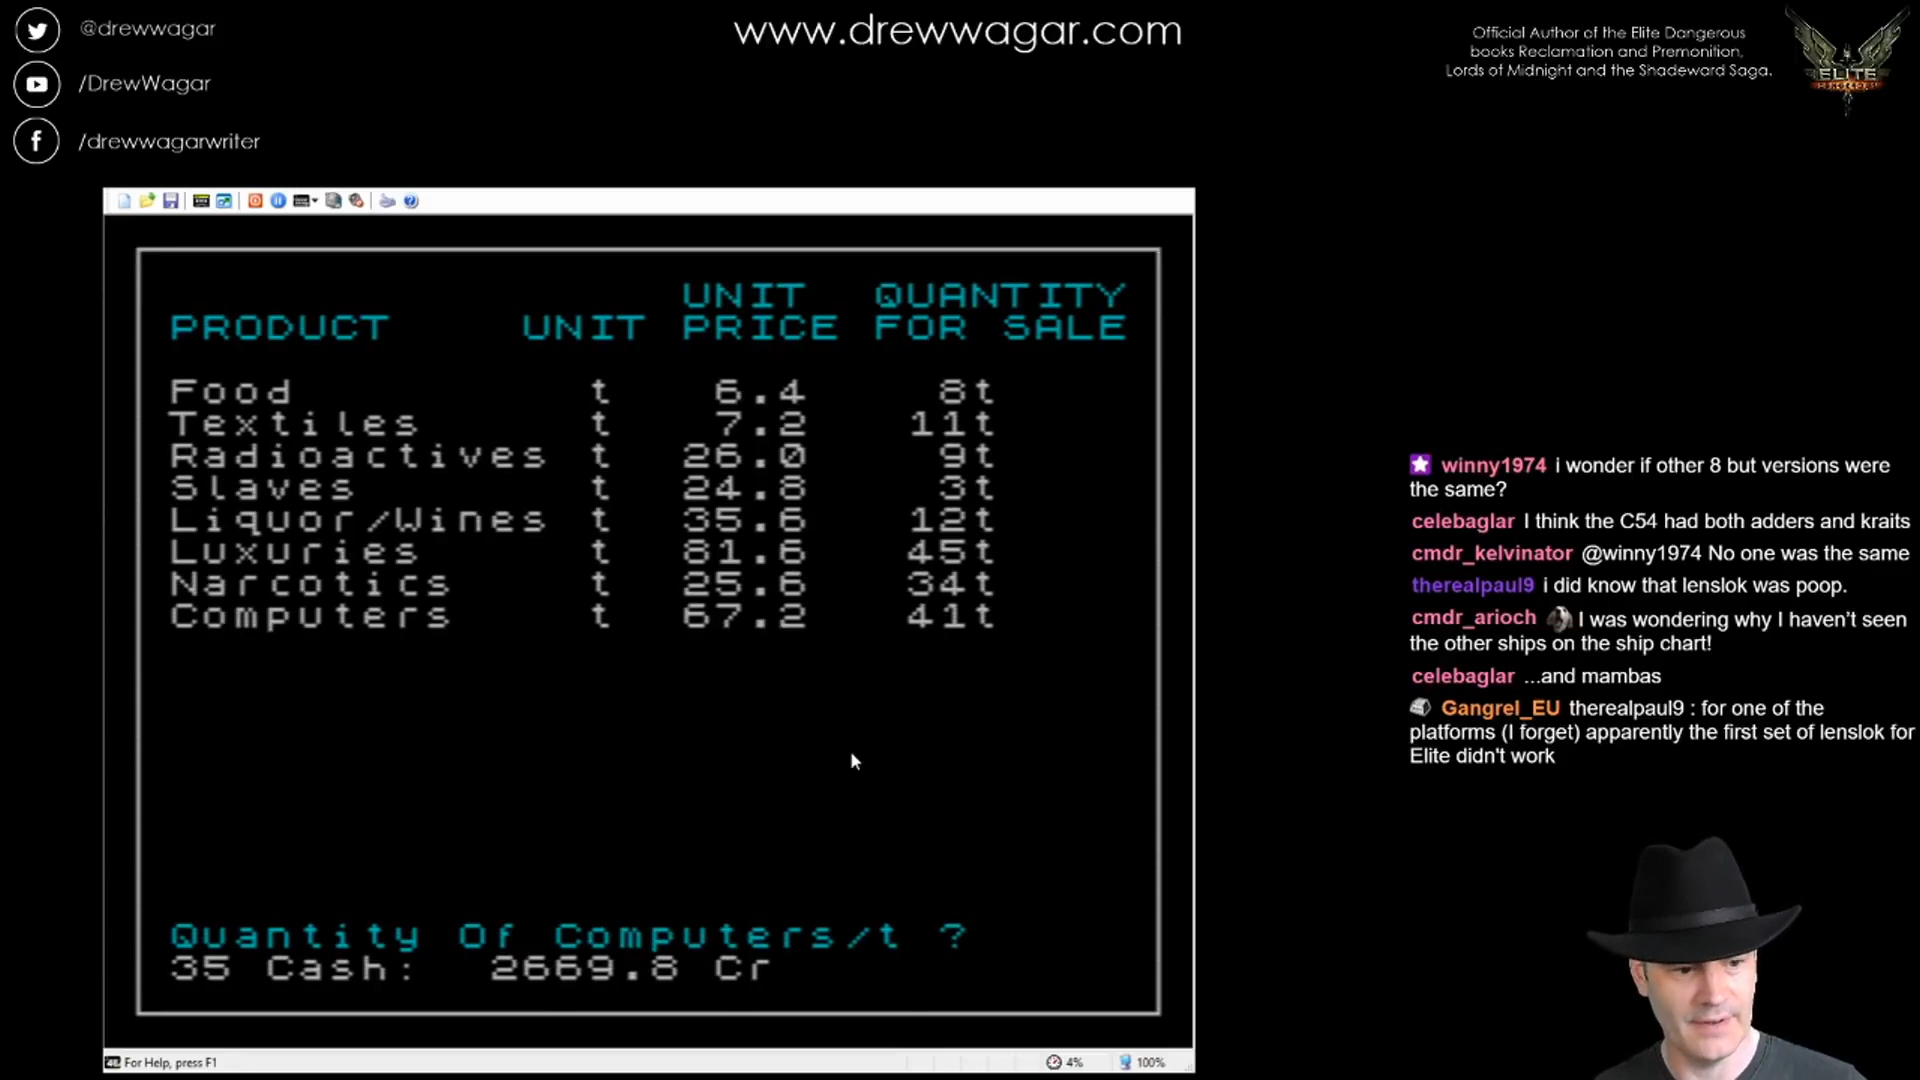 @drewwagar
/DrewWagar
/drewwagarwriter
www.drewwagar.com
Official Author of the Elite Dangerous
books Reclamation and Premonition,
Lords of Midnight and the Shadeward Saga.
ELITE
DANGEROUS
UNIT QUANTITY
PRODUCT UNIT PRICE FOR SALE
Food t 6.4 8t
Textiles t 7.2 11t
Radioactives t 26.0 9t
Slaves t 24.8 3t
Liquor/Wines t 35.6 12t
Luxuries t 81.6 45t
Narcotics t 25.6 34t
Computers t 67.2 41t
Quantity Of Computers/t ?
35 Cash: 2669.8 Cr
For Help, press F1
4%
100%
winny1974 i wonder if other 8 but versions were
the same?
celebaglar I think the C54 had both adders and kraits
cmdr_kelvinator @winny1974 No one was the same
therealpaul9 i did know that lenslok was poop.
cmdr_arioch I was wondering why I haven't seen
the other ships on the ship chart!
celebaglar ...and mambas
Gangrel_EU therealpaul9 : for one of the
platforms (I forget) apparently the first set of lenslok for
Elite didn't work